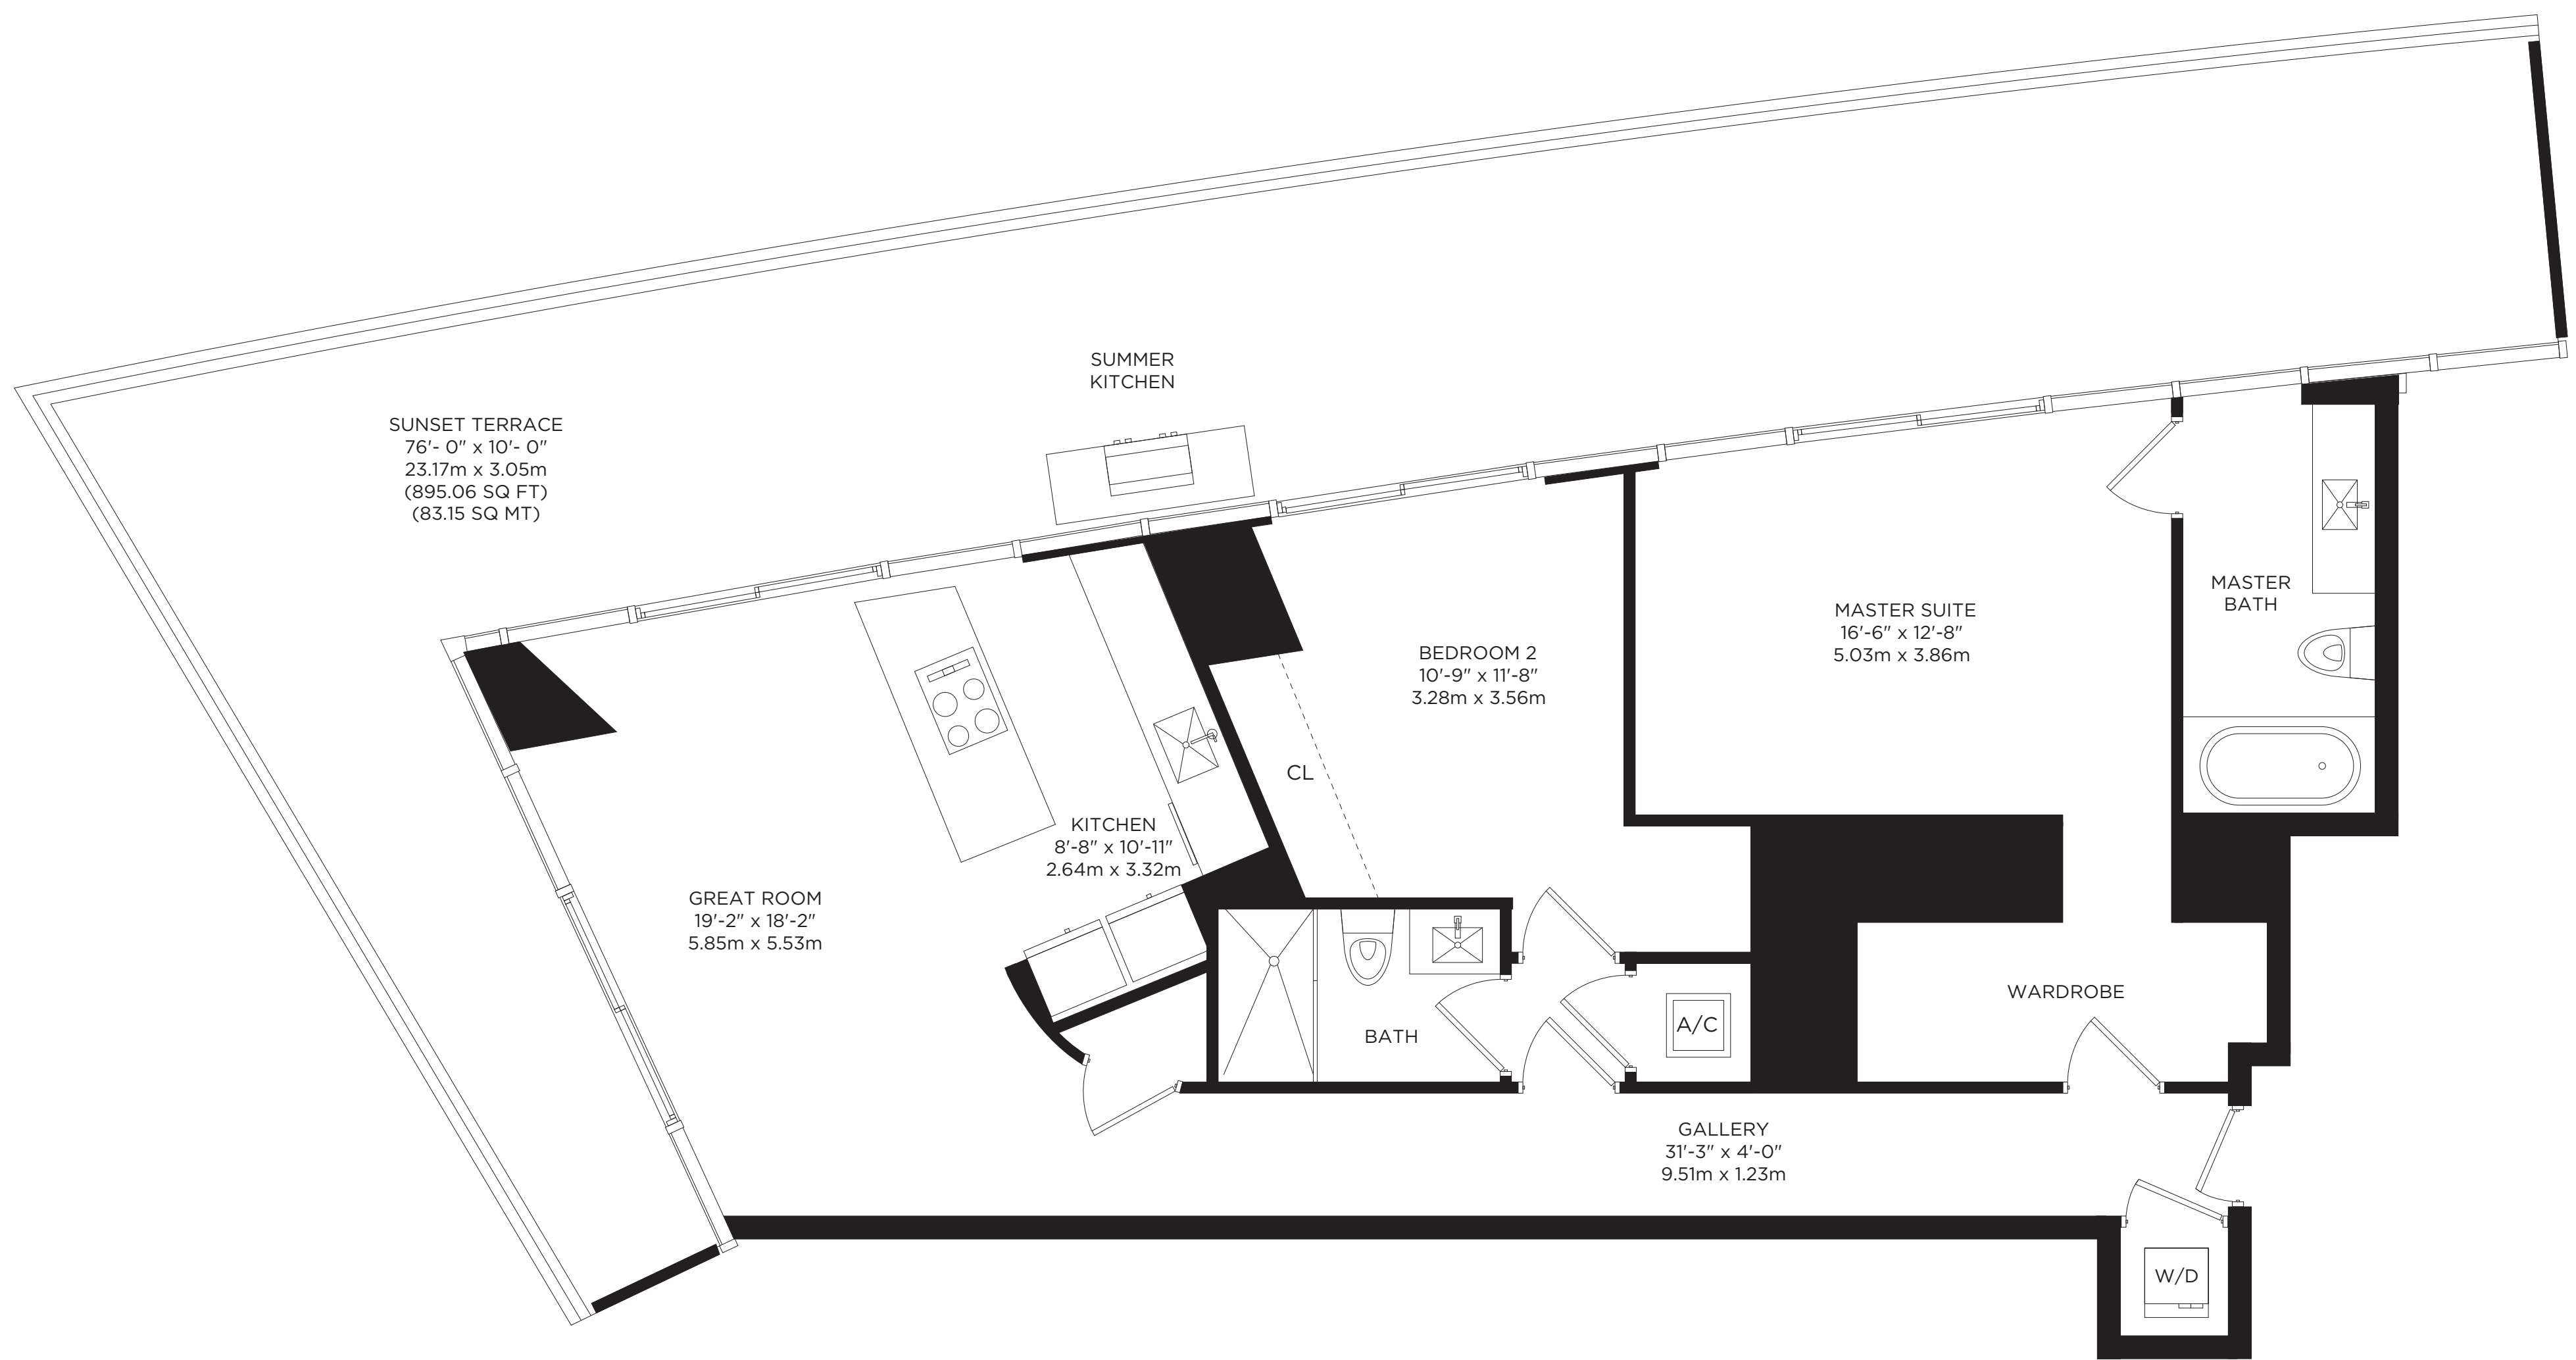 SUMMER
KITCHEN
SUNSET TERRACE
76'- 0" x 10'- 0"
23.17m x 3.05m
(895.06 SQ FT)
(83.15 SQ MT)
MASTER
BATH
MASTER SUITE
16'-6" x 12'-8"
5.03m x 3.86m
BEDROOM 2
10'-9" x 11'-8"
3.28m x 3.56m
CL
KITCHEN
8'-8" x 10'-11"
2.64m x 3.32m
GREAT ROOM
19'-2" x 18'-2"
5.85m x 5.53m
WARDROBE
A/C
BATH
GALLERY
31'-3" x 4'-0"
9.51m x 1.23m
W/D